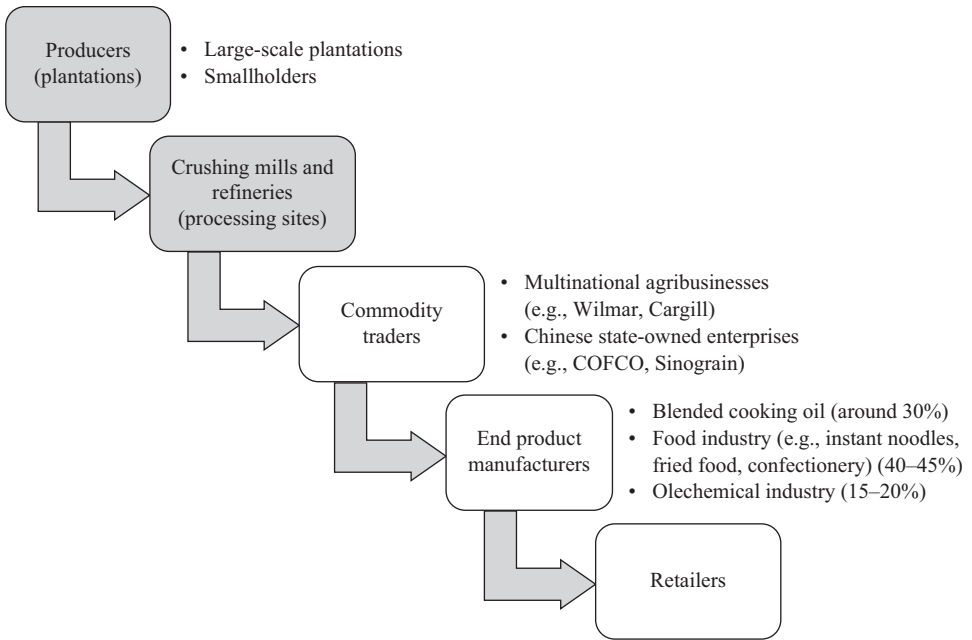 Producers
(plantations)
• Large-scale plantations
• Smallholders
Crushing mills and
refineries
(processing sites)
Commodity
traders
• Multinational agribusinesses
(e.g., Wilmar, Cargill)
• Chinese state-owned enterprises
(e.g., COFCO, Sinograin)
End product
manufacturers
• Blended cooking oil (around 30%)
• Food industry (e.g., instant noodles,
fried food, confectionery) (40–45%)
• Olechemical industry (15–20%)
Retailers